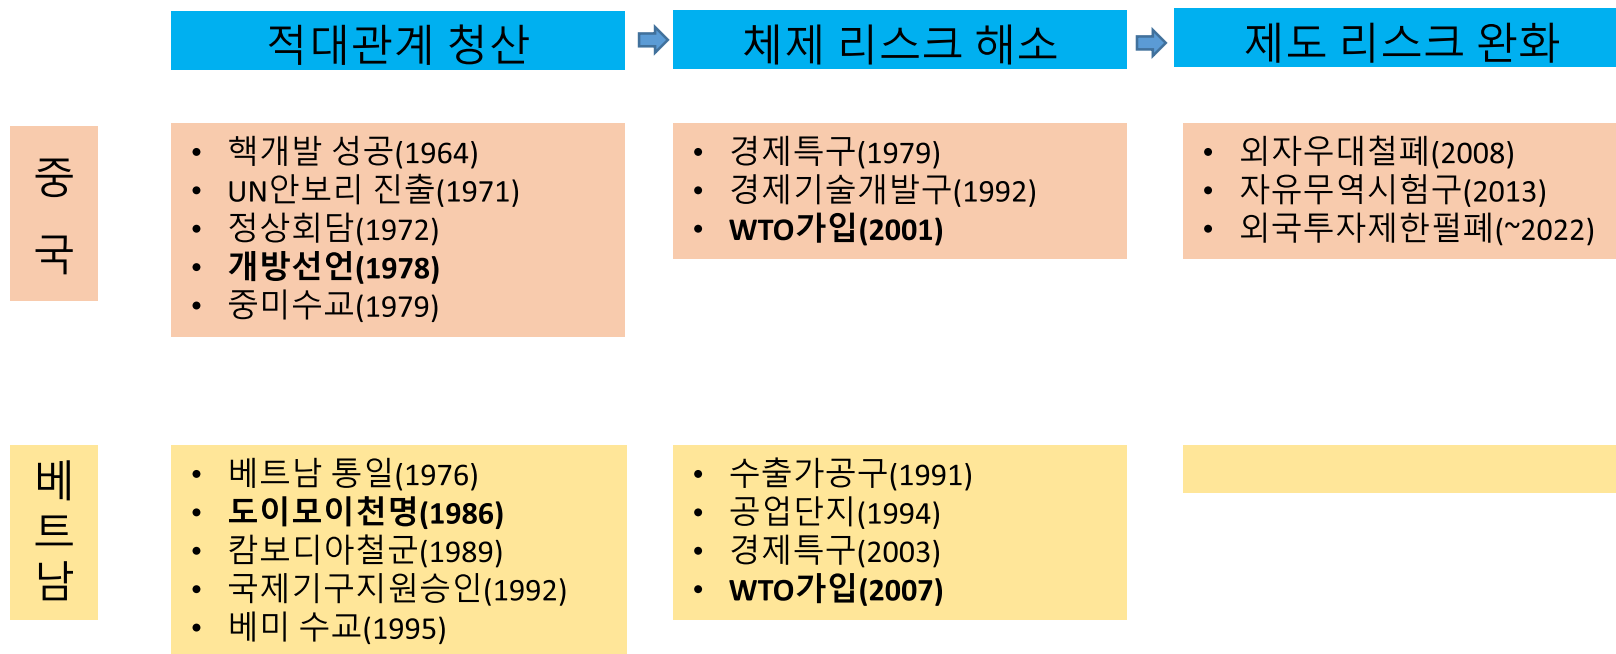 적대관계 청산
체제 리스크 해소
제도 리스크 완화
중
국
• 핵개발 성공(1964)
• UN안보리 진출(1971)
• 정상회담(1972)
• 개방선언(1978)
• 중미수교(1979)
• 경제특구(1979)
• 경제기술개발구(1992)
• WTO가입(2001)
• 외자우대철폐(2008)
• 자유무역시험구(2013)
• 외국투자제한펄폐(~2022)
베
트
남
• 베트남 통일(1976)
• 도이모이천명(1986)
• 캄보디아철군(1989)
• 국제기구지원승인(1992)
• 베미 수교(1995)
• 수출가공구(1991)
• 공업단지(1994)
• 경제특구(2003)
• WTO가입(2007)